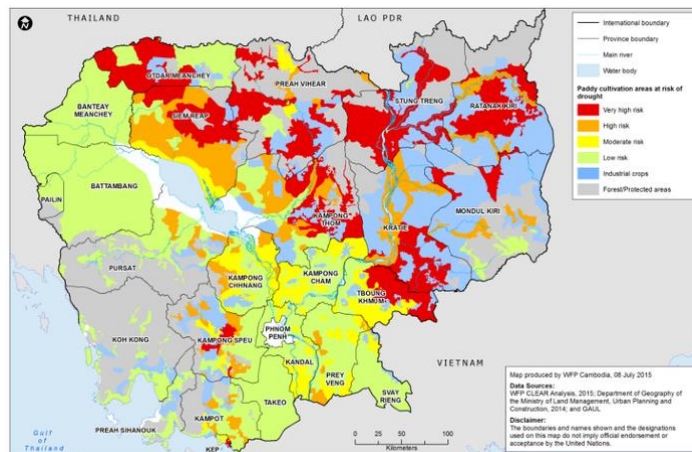 THAILAND
LAO PDR
N
International boundary
Province boundary
Main river
Water body
Paddy cultivation areas at risk of
drought
Very high risk
High risk
Moderate risk
Low risk
Industrial crops
Forest/Protected areas
OTDAR MEANCHEY
PREAH VIHEAR
STUNG TRENG
RATANAK KIRI
BANTEAY
MEANCHEY
SIEM REAP
BATTAMBANG
PAILIN
KAMPONG
THOM
KRATIE
MONDUL KIRI
PURSAT
KAMPONG
CHHNANG
KAMPONG
CHAM
TBOUNG
KHMUM
KOH KONG
KAMPONG SPEU
PHNOM
PENH
KANDAL
PREY
VENG
SVAY
RIENG
TAKEO
KAMPOT
PREAH SIHANOUK
KEP
Gulf
of
Thailand
VIETNAM
0 25 50 100
Kilometers
Map produced by WFP Cambodia, 08 July 2015
Data Sources:
WFP CLEAR Analysis, 2015; Department of Geography of
the Ministry of Land Management, Urban Planning and
Construction, 2014; and GAUL
Disclaimer:
The boundaries and names shown and the designations
used on this map do not imply official endorsement or
acceptance by the United Nations.